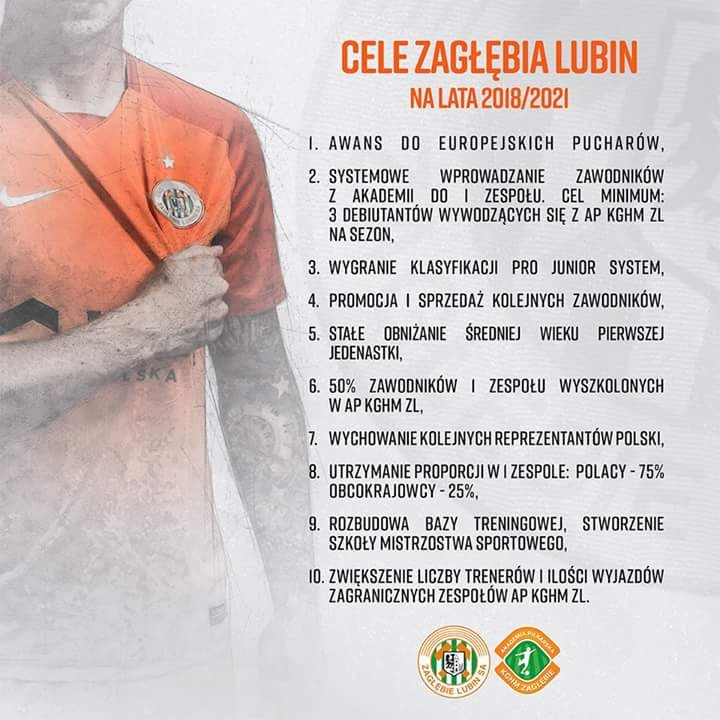 CELE ZAGŁĘBIA LUBIN
NA LATA 2018/2021
1. AWANS DO EUROPEJSKICH PUCHARÓW,
2. SYSTEMOWE WPROWADZANIE ZAWODNIKÓW
Z AKADEMII DO I ZESPOŁU. CEL MINIMUM:
3 DEBIUTANTÓW WYWODZĄCYCH SIĘ Z AP KGHM ZL
NA SEZON,
3. WYGRANIE KLASYFIKACJI PRO JUNIOR SYSTEM,
4. PROMOCJA I SPRZEDAŻ KOLEJNYCH ZAWODNIKÓW,
5. STAŁE OBNIŻANIE ŚREDNIEJ WIEKU PIERWSZEJ
JEDENASTKI,
6. 50% ZAWODNIKÓW I ZESPOŁU WYSZKOLONYCH
W AP KGHM ZL,
7. WYCHOWANIE KOLEJNYCH REPREZENTANTÓW POLSKI,
8. UTRZYMANIE PROPORCJI W I ZESPOLE: POLACY - 75%
OBCOKRAJOWCY - 25%,
9. ROZBUDOWA BAZY TRENINGOWEJ, STWORZENIE
SZKOŁY MISTRZOSTWA SPORTOWEGO,
10. ZWIĘKSZENIE LICZBY TRENERÓW I ILOŚCI WYJAZDÓW
ZAGRANICZNYCH ZESPOŁÓW AP KGHM ZL.
ZAGŁĘBIE LUBIN SA
AKADEMIA PIŁKARSKA
KGHM ZAGŁĘBIE